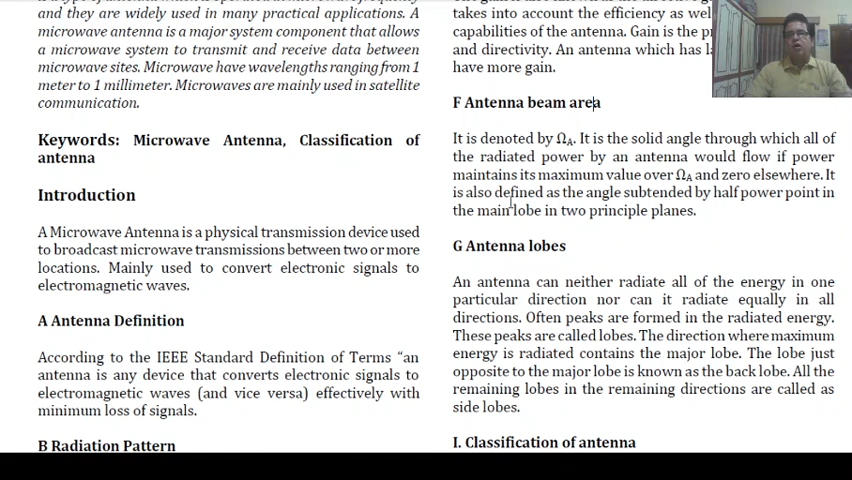 and they are widely used in many practical applications. A
microwave antenna is a major system component that allows
a microwave system to transmit and receive data between
microwave sites. Microwave have wavelengths ranging from 1
meter to 1 millimeter. Microwaves are mainly used in satellite
communication.
Keywords: Microwave Antenna, Classification of
antenna
Introduction
A Microwave Antenna is a physical transmission device used
to broadcast microwave transmissions between two or more
locations. Mainly used to convert electronic signals to
electromagnetic waves.
A Antenna Definition
According to the IEEE Standard Definition of Terms "an
antenna is any device that converts electronic signals to
electromagnetic waves (and vice versa) effectively with
minimum loss of signals.
B Radiation Pattern
takes into account the efficiency as well
capabilities of the antenna. Gain is the
and directivity. An antenna which has
have more gain.
F Antenna beam area
It is denoted by ΩA. It is the solid angle through which all of
the radiated power by an antenna would flow if power
maintains its maximum value over ΩA and zero elsewhere. It
is also defined as the angle subtended by half power point in
the main lobe in two principle planes.
G Antenna lobes
An antenna can neither radiate all of the energy in one
particular direction nor can it radiate equally in all
directions. Often peaks are formed in the radiated energy.
These peaks are called lobes. The direction where maximum
energy is radiated contains the major lobe. The lobe just
opposite to the major lobe is known as the back lobe. All the
remaining lobes in the remaining directions are called as
side lobes.
I. Classification of antenna